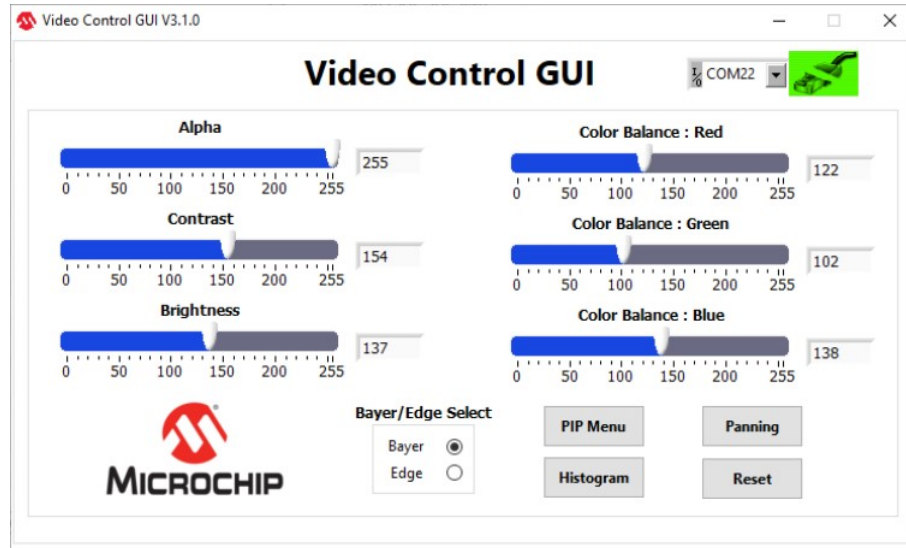 Video Control GUI V3.1.0
Video Control GUI
I/O COM22
Alpha
255
0 50 100 150 200 255
Contrast
154
0 50 100 150 200 255
Brightness
137
0 50 100 150 200 255
Color Balance : Red
122
0 50 100 150 200 255
Color Balance : Green
102
0 50 100 150 200 255
Color Balance : Blue
138
0 50 100 150 200 255
MICROCHIP
Bayer/Edge Select
Bayer
Edge
PIP Menu
Panning
Histogram
Reset